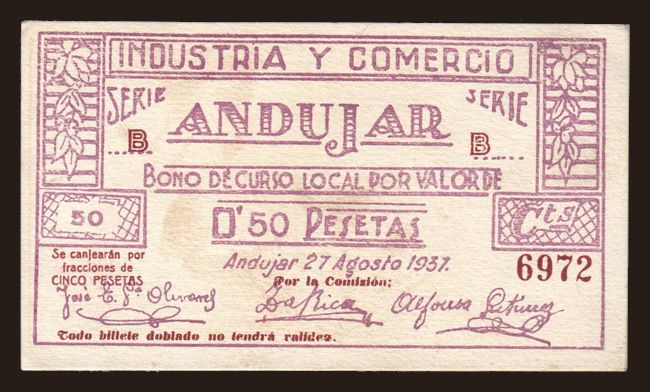 INDUSTRIA Y COMERCIO
SERIE ANDUJAR SERIE
B B
BONO DE CURSO LOCAL POR VALOR DE
50 0'50 PESETAS Cts
Andujar 27 Agosto 1937.
6972
Se canjearán por
fracciones de
CINCO PESETAS
Por la Comisión:
Todo billete doblado no tendrá validez.